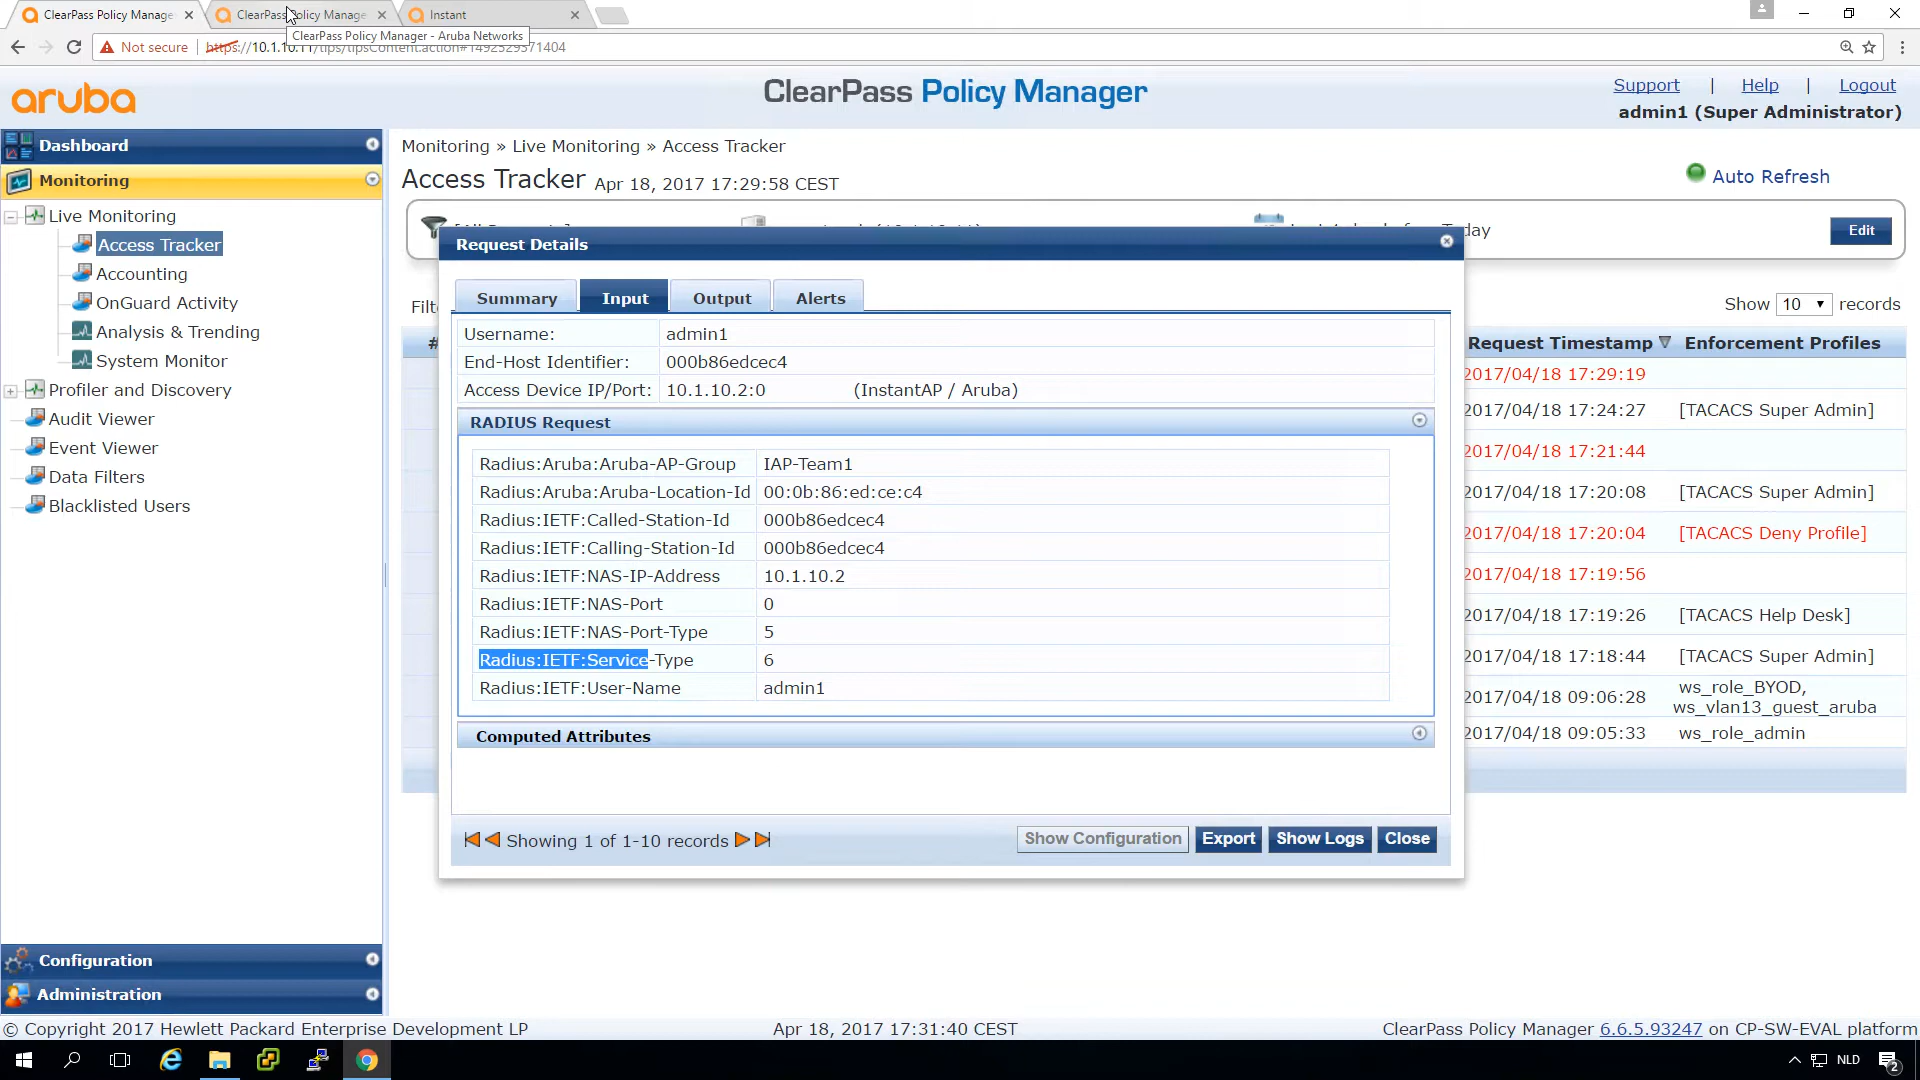 ClearPass Policy Manage
ClearPass Policy Manage
Instant
ClearPass Policy Manager - Aruba Networks
Not secure
https://10.1.10.11/tips/tipsContent.action#1492529371404
aruba
ClearPass Policy Manager
Support | Help | Logout
admin1 (Super Administrator)
Dashboard
Monitoring
Live Monitoring
Access Tracker
Accounting
OnGuard Activity
Analysis & Trending
System Monitor
Profiler and Discovery
Audit Viewer
Event Viewer
Data Filters
Blacklisted Users
Configuration
Administration
Monitoring » Live Monitoring » Access Tracker
Access Tracker Apr 18, 2017 17:29:58 CEST
Auto Refresh
Edit
Show 10 records
#
Request Timestamp Enforcement Profiles
2017/04/18 17:29:19
2017/04/18 17:24:27 [TACACS Super Admin]
2017/04/18 17:21:44
2017/04/18 17:20:08 [TACACS Super Admin]
2017/04/18 17:20:04 [TACACS Deny Profile]
2017/04/18 17:19:56
2017/04/18 17:19:26 [TACACS Help Desk]
2017/04/18 17:18:44 [TACACS Super Admin]
2017/04/18 09:06:28 ws_role_BYOD,
ws_vlan13_guest_aruba
2017/04/18 09:05:33 ws_role_admin
Request Details
Summary Input Output Alerts
Username: admin1
End-Host Identifier: 000b86edcec4
Access Device IP/Port: 10.1.10.2:0 (InstantAP / Aruba)
RADIUS Request
Radius:Aruba:Aruba-AP-Group IAP-Team1
Radius:Aruba:Aruba-Location-Id 00:0b:86:ed:ce:c4
Radius:IETF:Called-Station-Id 000b86edcec4
Radius:IETF:Calling-Station-Id 000b86edcec4
Radius:IETF:NAS-IP-Address 10.1.10.2
Radius:IETF:NAS-Port 0
Radius:IETF:NAS-Port-Type 5
Radius:IETF:Service-Type 6
Radius:IETF:User-Name admin1
Computed Attributes
Showing 1 of 1-10 records
Show Configuration Export Show Logs Close
© Copyright 2017 Hewlett Packard Enterprise Development LP
Apr 18, 2017 17:31:40 CEST
ClearPass Policy Manager 6.6.5.93247 on CP-SW-EVAL platform
NLD
2